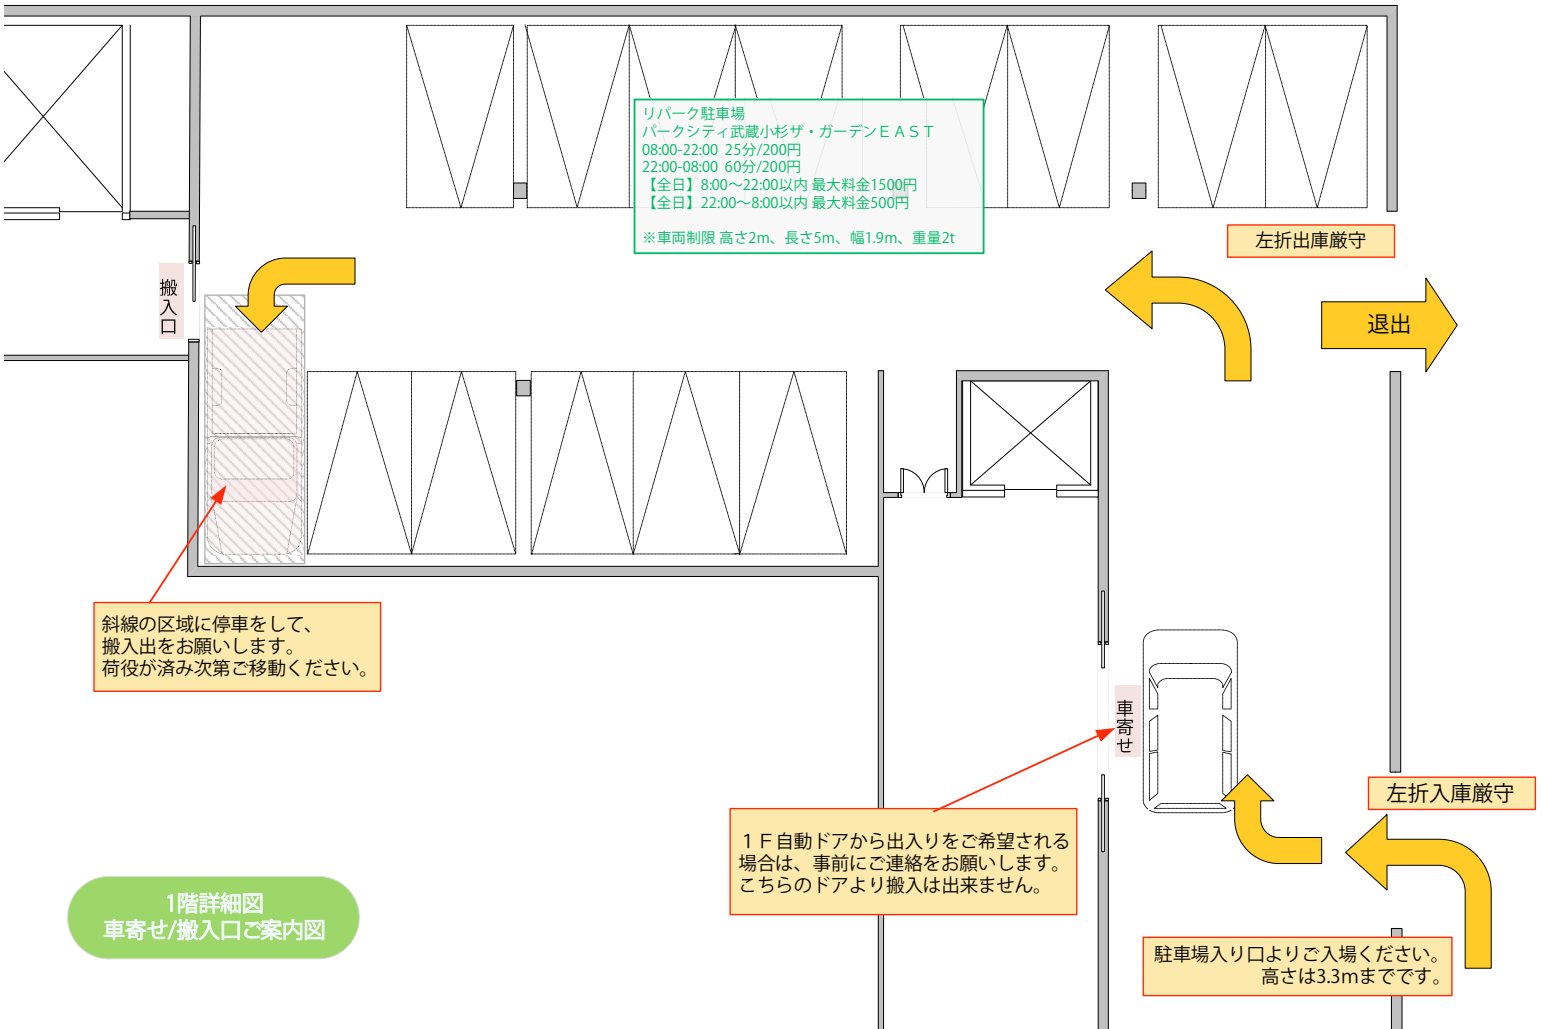 リパーク駐車場
パークシティ武蔵小杉ザ・ガーデンＥＡＳＴ
08:00-22:00 25分/200円
22:00-08:00 60分/200円
【全日】8:00～22:00以内 最大料金1500円
【全日】22:00～8:00以内 最大料金500円
※車両制限 高さ2m、長さ5m、幅1.9m、重量2t
左折出庫厳守
搬入口
退出
斜線の区域に停車をして、
搬入出をお願いします。
荷役が済み次第ご移動ください。
車寄せ
左折入庫厳守
１Ｆ自動ドアから出入りをご希望される
場合は、事前にご連絡をお願いします。
こちらのドアより搬入は出来ません。
1階詳細図
車寄せ/搬入口ご案内図
駐車場入り口よりご入場ください。
高さは3.3mまでです。